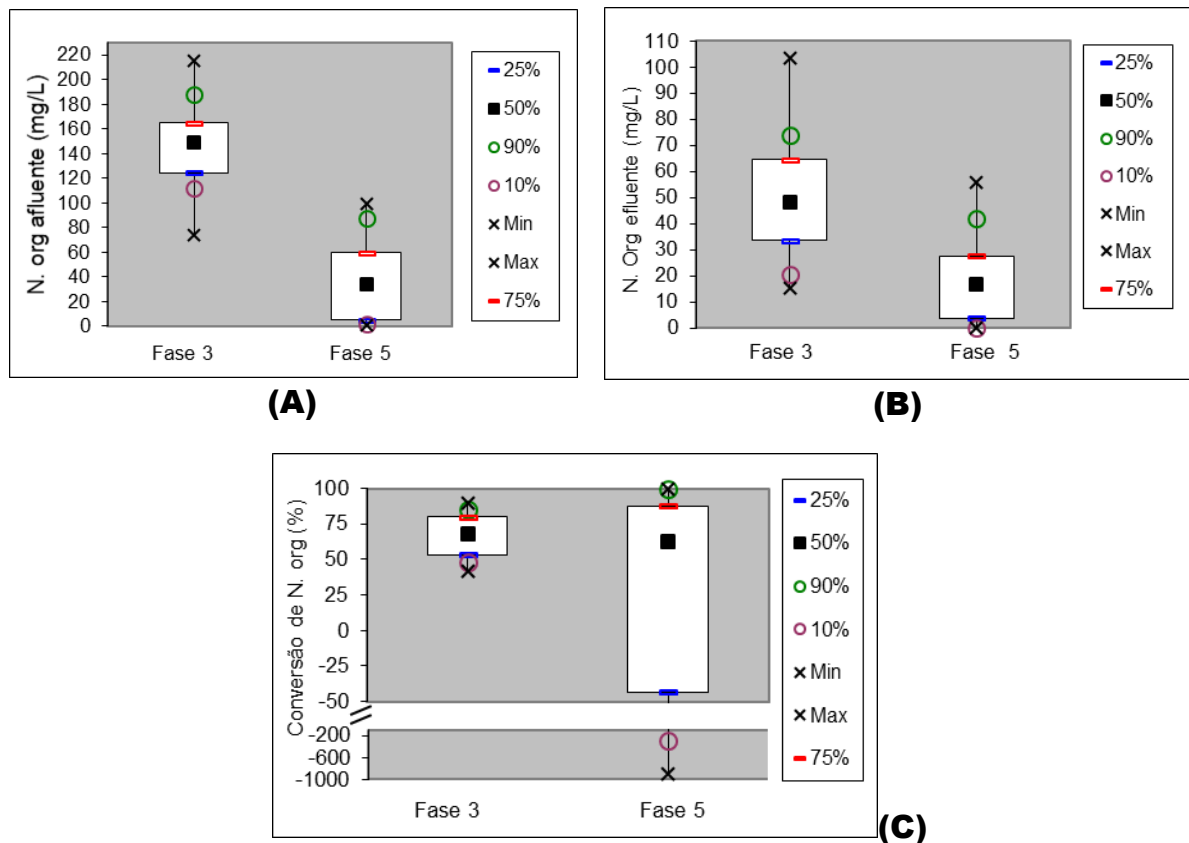 N. org afluente (mg/L)
220
200
180
160
140
120
100
80
60
40
20
0
Fase 3
Fase 5
25%
50%
90%
10%
Min
Max
75%
(A)
N. Org efluente (mg/L)
110
100
90
80
70
60
50
40
30
20
10
0
Fase 3
Fase 5
25%
50%
90%
10%
Min
Max
75%
(B)
Conversão de N. org (%)
100
75
50
25
0
-25
-50
-200
-600
-1000
Fase 3
Fase 5
25%
50%
90%
10%
Min
Max
75%
(C)